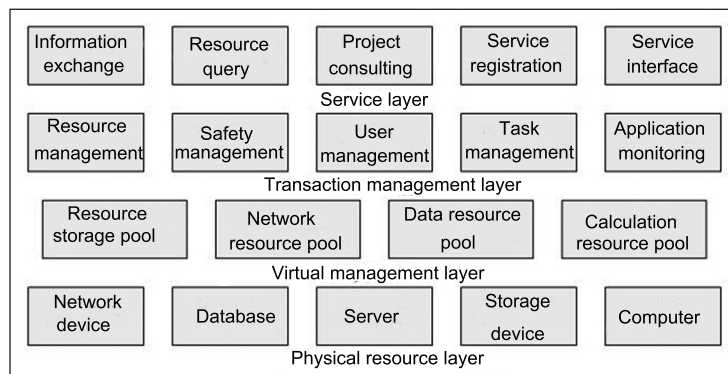 Information
exchange
Resource
query
Project
consulting
Service
registration
Service
interface
Service layer
Resource
management
Safety
management
User
management
Task
management
Application
monitoring
Transaction management layer
Resource
storage pool
Network
resource pool
Data resource
pool
Calculation
resource pool
Virtual management layer
Network
device
Database
Server
Storage
device
Computer
Physical resource layer